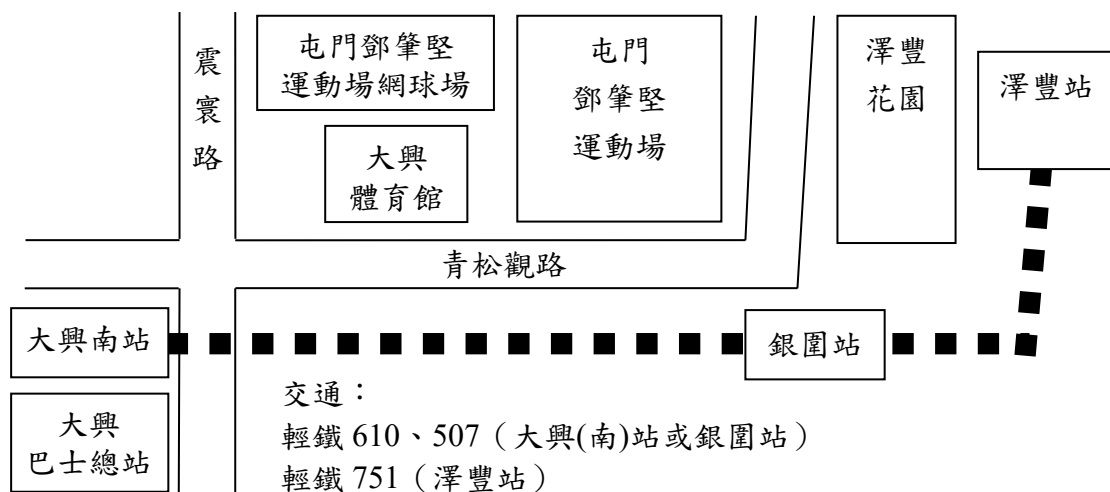 震
寰
路
屯門鄧肇堅
運動場網球場
大興
體育館
屯門
鄧肇堅
運動場
澤豐
花園
澤豐站
青松觀路
大興南站
銀圍站
大興
巴士總站
交通：
輕鐵 610、507（大興(南)站或銀圍站）
輕鐵 751（澤豐站）